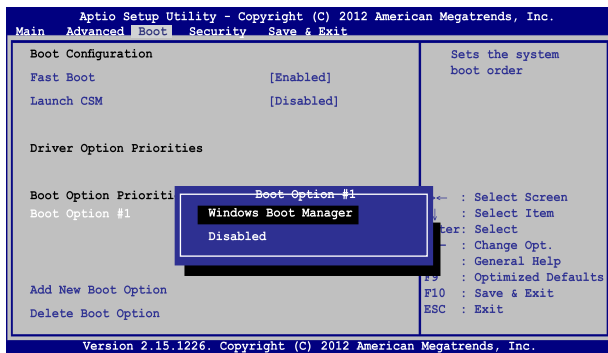 Aptio Setup Utility - Copyright (C) 2012 American Megatrends, Inc.
Main Advanced Boot Security Save & Exit
Boot Configuration
Fast Boot [Enabled]
Launch CSM [Disabled]
Driver Option Priorities
Boot Option Prioriti
Boot Option #1
Boot Option #1
Windows Boot Manager
Disabled
Add New Boot Option
Delete Boot Option
Sets the system
boot order
: Select Screen
: Select Item
: Select
: Change Opt.
: General Help
F9 : Optimized Defaults
F10 : Save & Exit
ESC : Exit
Version 2.15.1226. Copyright (C) 2012 American Megatrends, Inc.